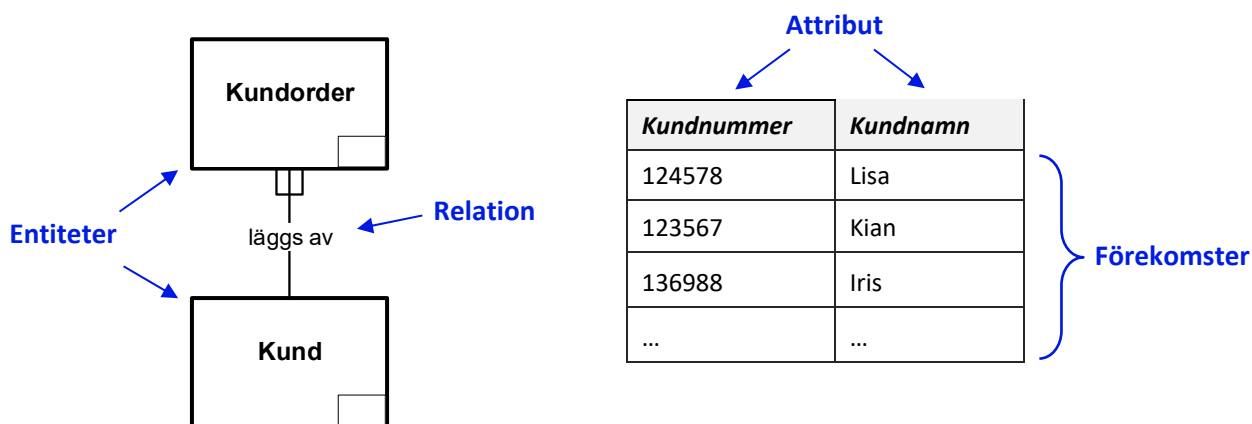 Kundorder
Entiteter
läggs av
Relation
Kund
Attribut
Kundnummer Kundnamn
124578 Lisa
123567 Kian
136988 Iris
... ...
Förekomster